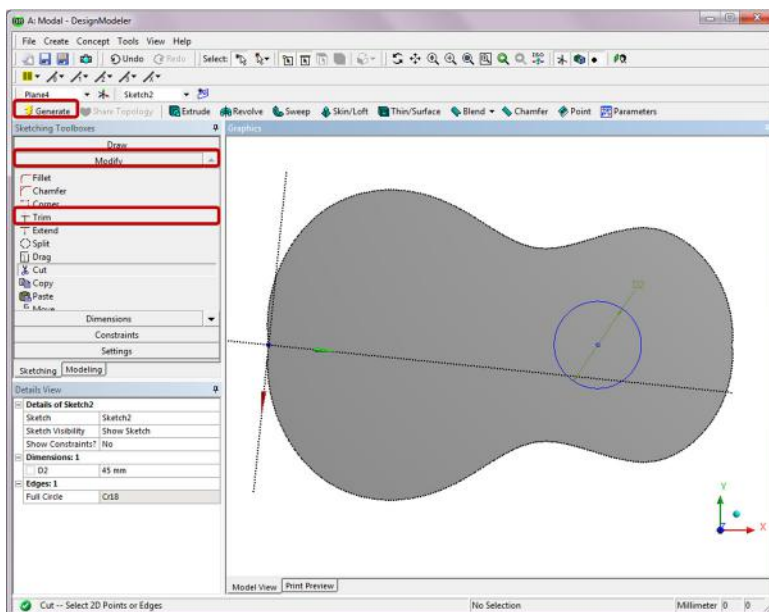 A: Modal - DesignModeler
File Create Concept Tools View Help
Undo Redo Select:
Plane4 Sketch2
Generate Share Topology Extrude Revolve Sweep Skin/Loft Thin/Surface Blend Chamfer Point Parameters
Sketching Toolboxes Graphics
Draw
Modify
Fillet
Chamfer
Corner
Trim
Extend
Split
Drag
Cut
Copy
Paste
Move
Dimensions
Constraints
Settings
Sketching Modeling
Details View
Details of Sketch2
Sketch Sketch2
Sketch Visibility Show Sketch
Show Constraints? No
Dimensions: 1
D2 45 mm
Edges: 1
Full Circle Cr18
D2
Y
X
Z
Model View Print Preview
Cut -- Select 2D Points or Edges No Selection Millimeter 0 0